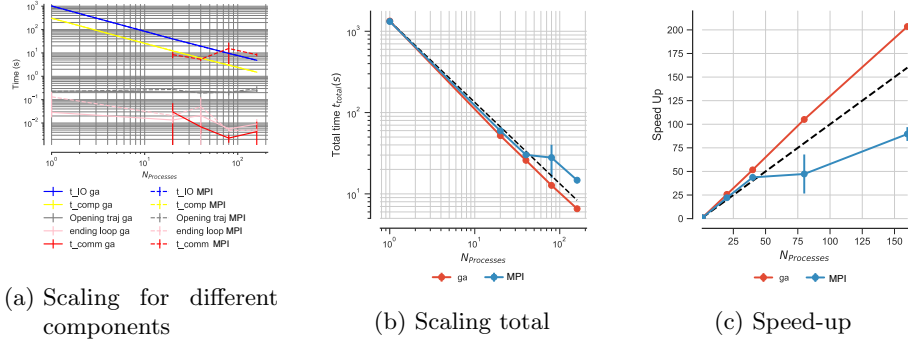 10³
10²
10¹
10⁰
10⁻¹
10⁻²
Time (s)
10⁰
10¹
10²
N_Processes
t_IO ga
t_comp ga
Opening traj ga
ending loop ga
t_comm ga
t_IO MPI
t_comp MPI
Opening traj MPI
ending loop MPI
t_comm MPI
(a) Scaling for different
components
10³
10²
10¹
Total time t_total(s)
10⁰
10¹
10²
N_Processes
ga
MPI
(b) Scaling total
200
175
150
125
100
75
50
25
0
Speed Up
25
50
75
100
125
150
N_Processes
ga
MPI
(c) Speed-up